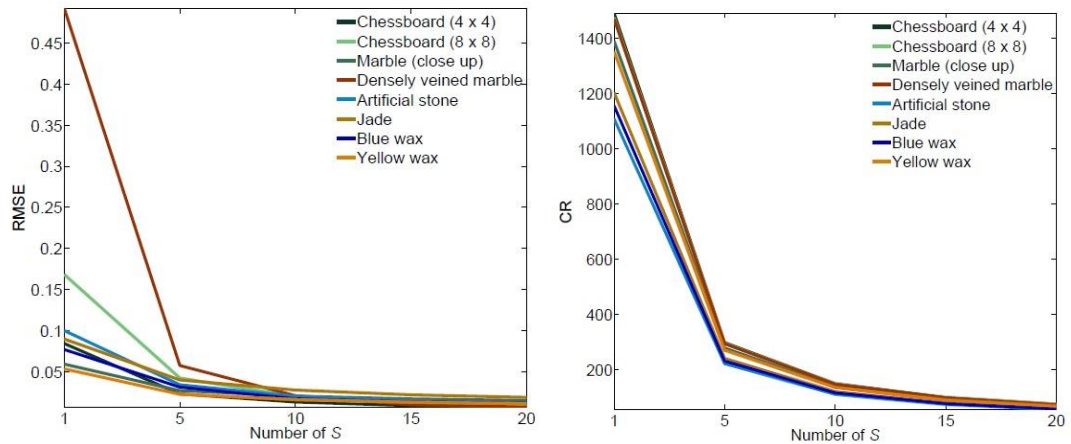 0.45
0.4
0.35
0.3
0.25
0.2
0.15
0.1
0.05
RMSE
1 5 10 15 20
Number of S
Chessboard (4 x 4)
Chessboard (8 x 8)
Marble (close up)
Densely veined marble
Artificial stone
Jade
Blue wax
Yellow wax
1400
1200
1000
800
600
400
200
CR
1 5 10 15 20
Number of S
Chessboard (4 x 4)
Chessboard (8 x 8)
Marble (close up)
Densely veined marble
Artificial stone
Jade
Blue wax
Yellow wax